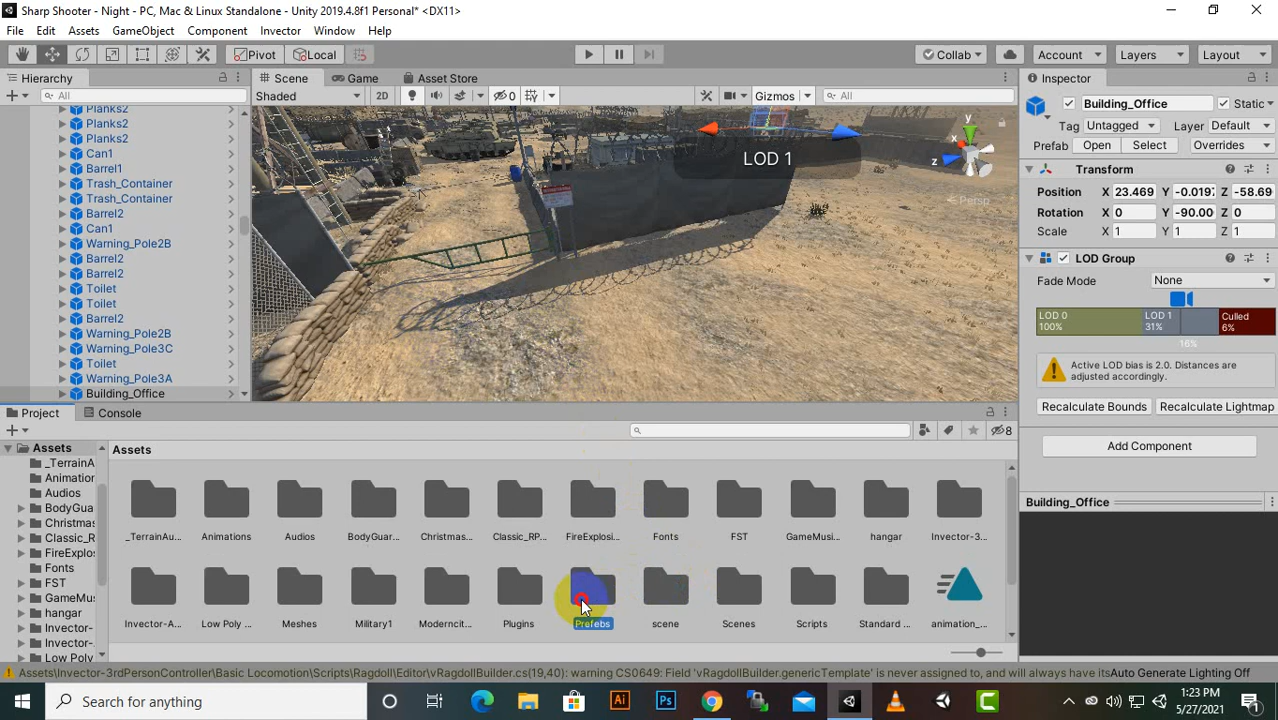 Sharp Shooter - Night - PC, Mac & Linux Standalone - Unity 2019.4.8f1 Personal* <DX11>
File Edit Assets GameObject Component Invector Window Help
Pivot Local Collab Account Layers Layout
Hierarchy Scene Game Asset Store Inspector
All Shaded 2D 0 Gizmos All
Planks2
Planks2
Planks2
Can1
Barrel1
Trash_Container
Trash_Container
Barrel2
Can1
Warning_Pole2B
Barrel2
Barrel2
Toilet
Toilet
Barrel2
Warning_Pole2B
Warning_Pole3C
Toilet
Warning_Pole3A
Building_Office
LOD 1
y
x
z
Persp
Building_Office Static
Tag Untagged Layer Default
Prefab Open Select Overrides
Transform
Position X 23.469 Y -0.0197 Z -58.69
Rotation X 0 Y -90.00 Z 0
Scale X 1 Y 1 Z 1
LOD Group
Fade Mode None
LOD 0 LOD 1 Culled
100% 31% 6%
16%
Active LOD bias is 2.0. Distances are
adjusted accordingly.
Recalculate Bounds Recalculate Lightmap
Add Component
Building_Office
Project Console
8
Assets
_TerrainA
Animation
Audios
BodyGuar
Christmas
Classic_R
FireExplos
Fonts
FST
GameMus
hangar
Invector-
Invector-
Low Poly
Assets
_TerrainAu... Animations Audios BodyGuar... Christmas... Classic_RP... FireExplosi... Fonts FST GameMusi... hangar Invector-3...
Invector-A... Low Poly ... Meshes Military1 Moderncit... Plugins Prefebs scene Scenes Scripts Standard ... animation_...
Assets\Invector-3rdPersonController\Basic Locomotion\Scripts\Ragdoll\Editor\vRagdollBuilder.cs(19,40): warning CS0649: Field 'vRagdollBuilder.genericTemplate' is never assigned to, and will always have its Auto Generate Lighting Off
Search for anything
Ai Ps
1:23 PM
5/27/2021
1